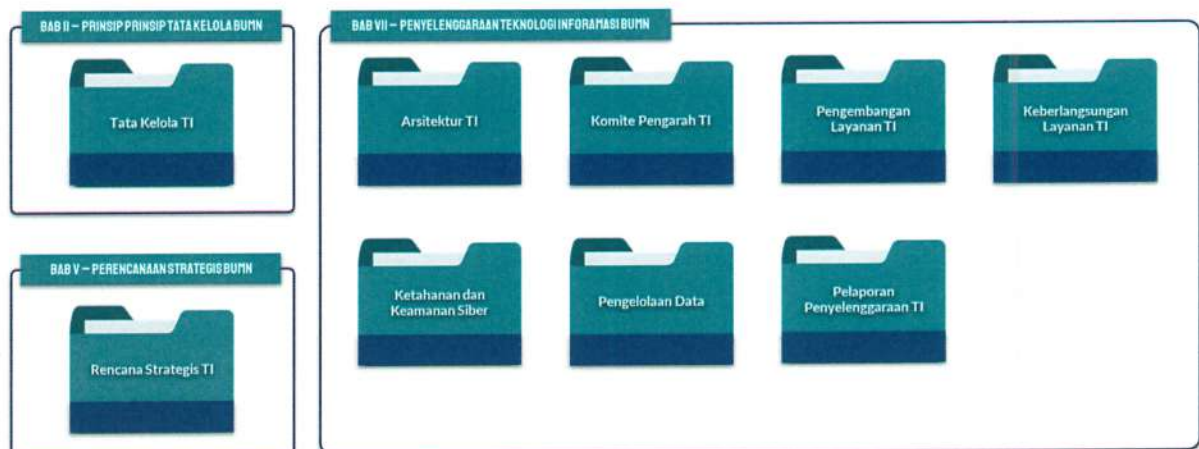 BAB II – PRINSIP PRINSIP TATA KELOLA BUMN
Tata Kelola TI
BAB V – PERENCANAAN STRATEGIS BUMN
Rencana Strategis TI
BAB VII – PENYELENGGARAAN TEKNOLOGI INFORAMASI BUMN
Arsitektur TI
Komite Pengarah TI
Pengembangan
Layanan TI
Keberlangsungan
Layanan TI
Ketahanan dan
Keamanan Siber
Pengelolaan Data
Pelaporan
Penyelenggaraan TI